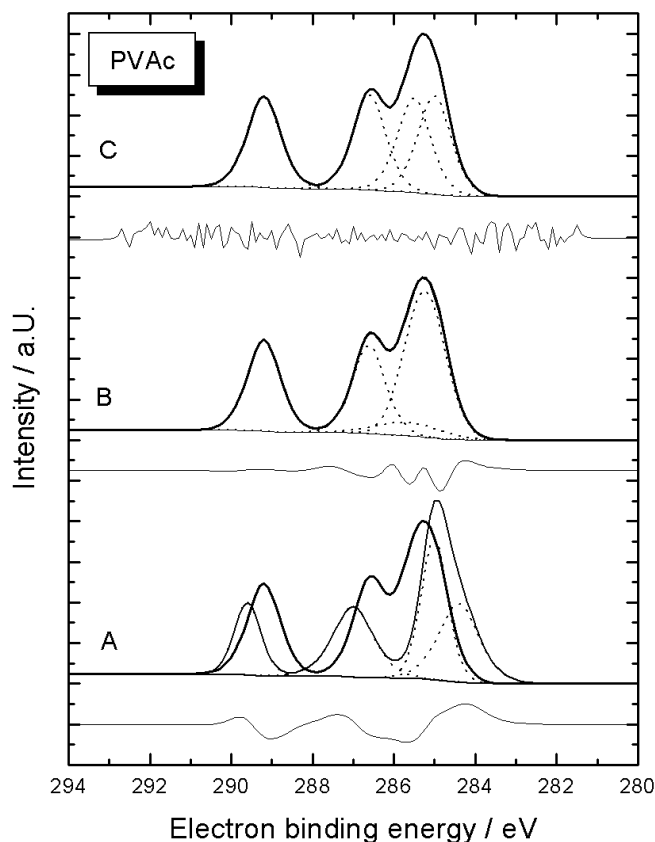 PVAc
C
B
A
Intensity / a.U.
294 292 290 288 286 284 282 280
Electron binding energy / eV